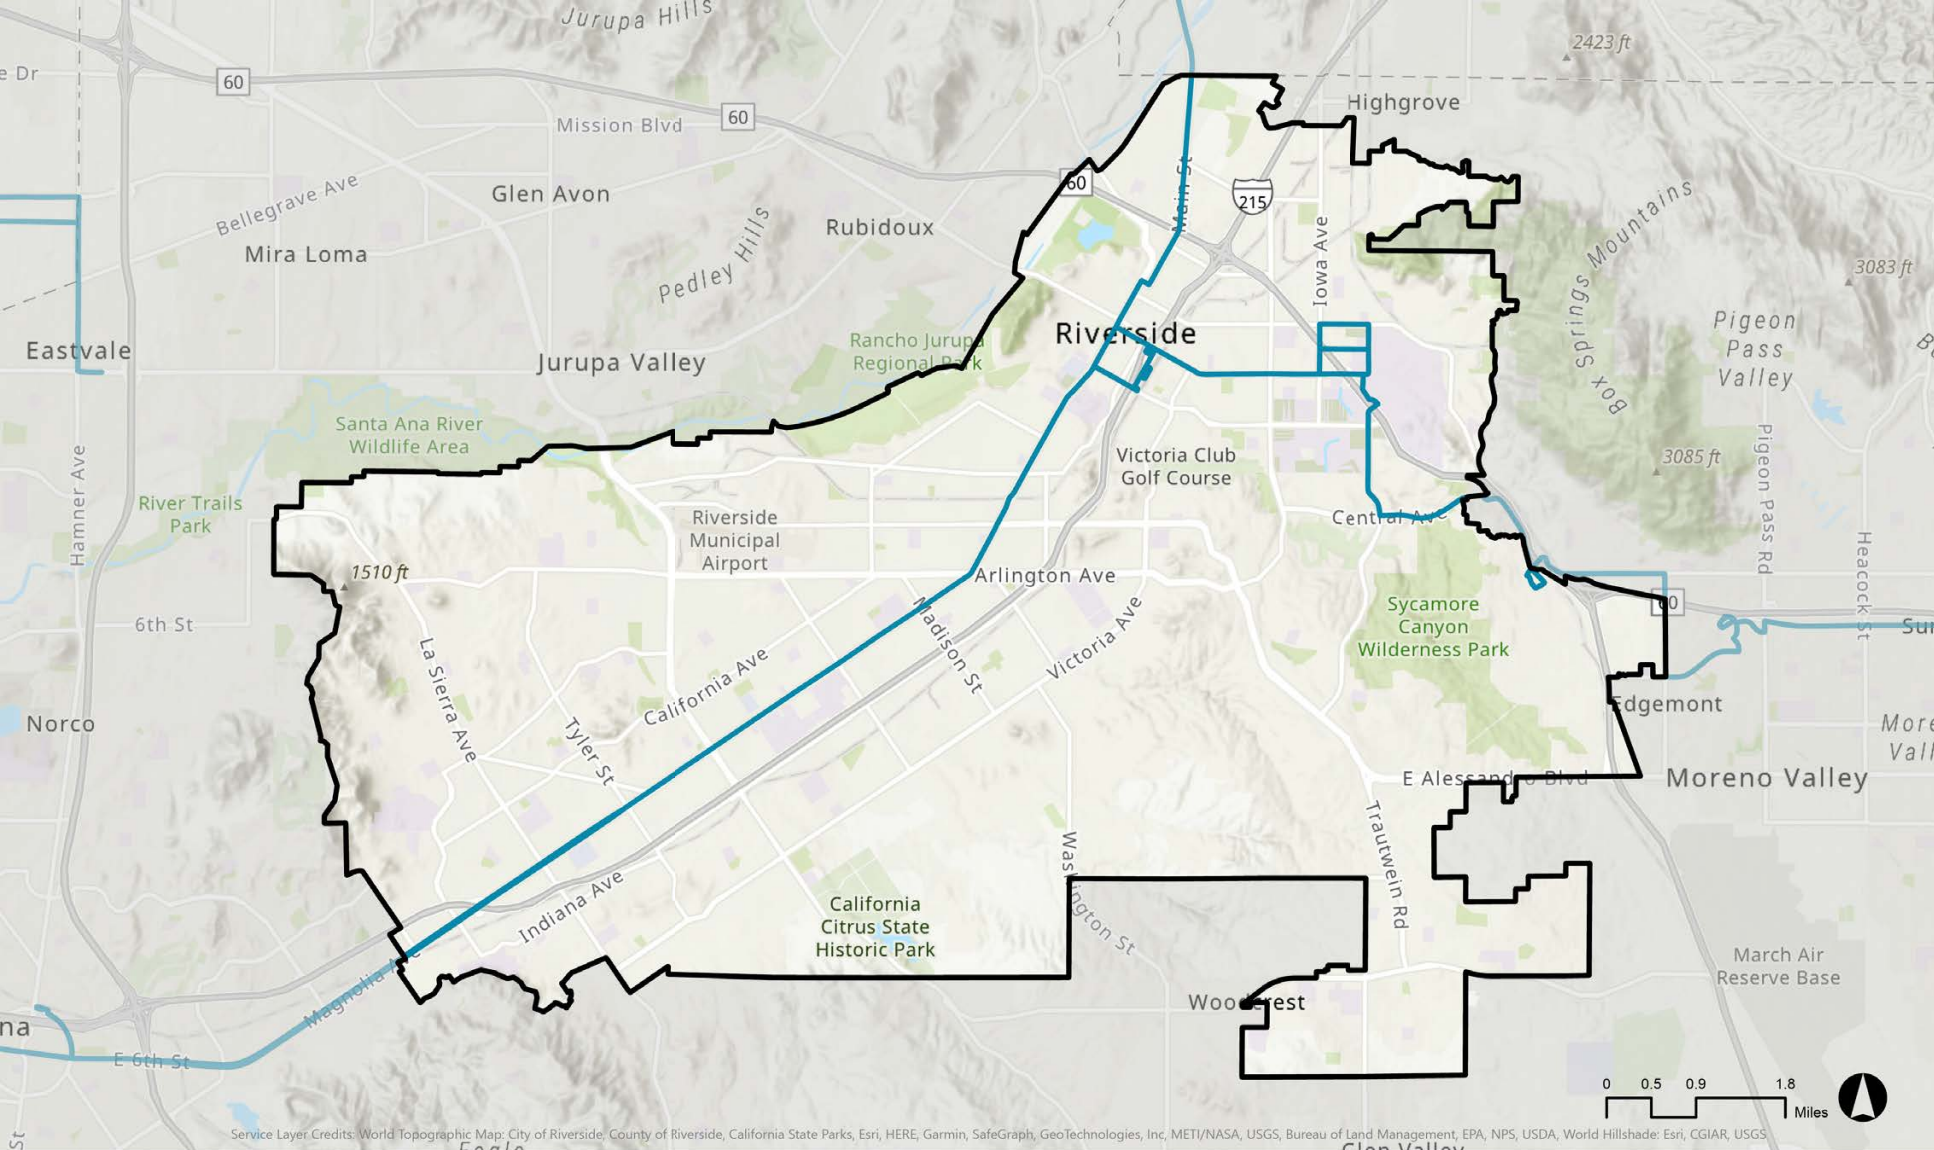 Jurupa Hills
2423 ft
e Dr
60
Highgrove
60
Mission Blvd
60
Main St
215
Bellegrave Ave
Glen Avon
Rubidoux
Mira Loma
Pedley Hills
Iowa Ave
Box Springs Mountains
3083 ft
Pigeon
Pass
Valley
Eastvale
Jurupa Valley
Rancho Jurupa
Regional Park
Riverside
Santa Ana River
Wildlife Area
Victoria Club
Golf Course
3085 ft
Hamner Ave
River Trails
Park
Riverside
Municipal
Airport
Central Ave
Pigeon Pass Rd
Heacock St
1510 ft
Arlington Ave
Sycamore
Canyon
Wilderness Park
60
6th St
Sun
La Sierra Ave
California Ave
Madison St
Victoria Ave
Norco
Tyler St
Edgemont
More
Vall
E Alessandro Blvd
Moreno Valley
Trautwein Rd
Washington St
Indiana Ave
California
Citrus State
Historic Park
Magnolia Ave
March Air
Reserve Base
Woodcrest
na
E 6th St
0 0.5 0.9 1.8
Miles
St
Service Layer Credits: World Topographic Map: City of Riverside, County of Riverside, California State Parks, Esri, HERE, Garmin, SafeGraph, GeoTechnologies, Inc, METI/NASA, USGS, Bureau of Land Management, EPA, NPS, USDA, World Hillshade: Esri, CGIAR, USGS
Eagle
Glen Valley